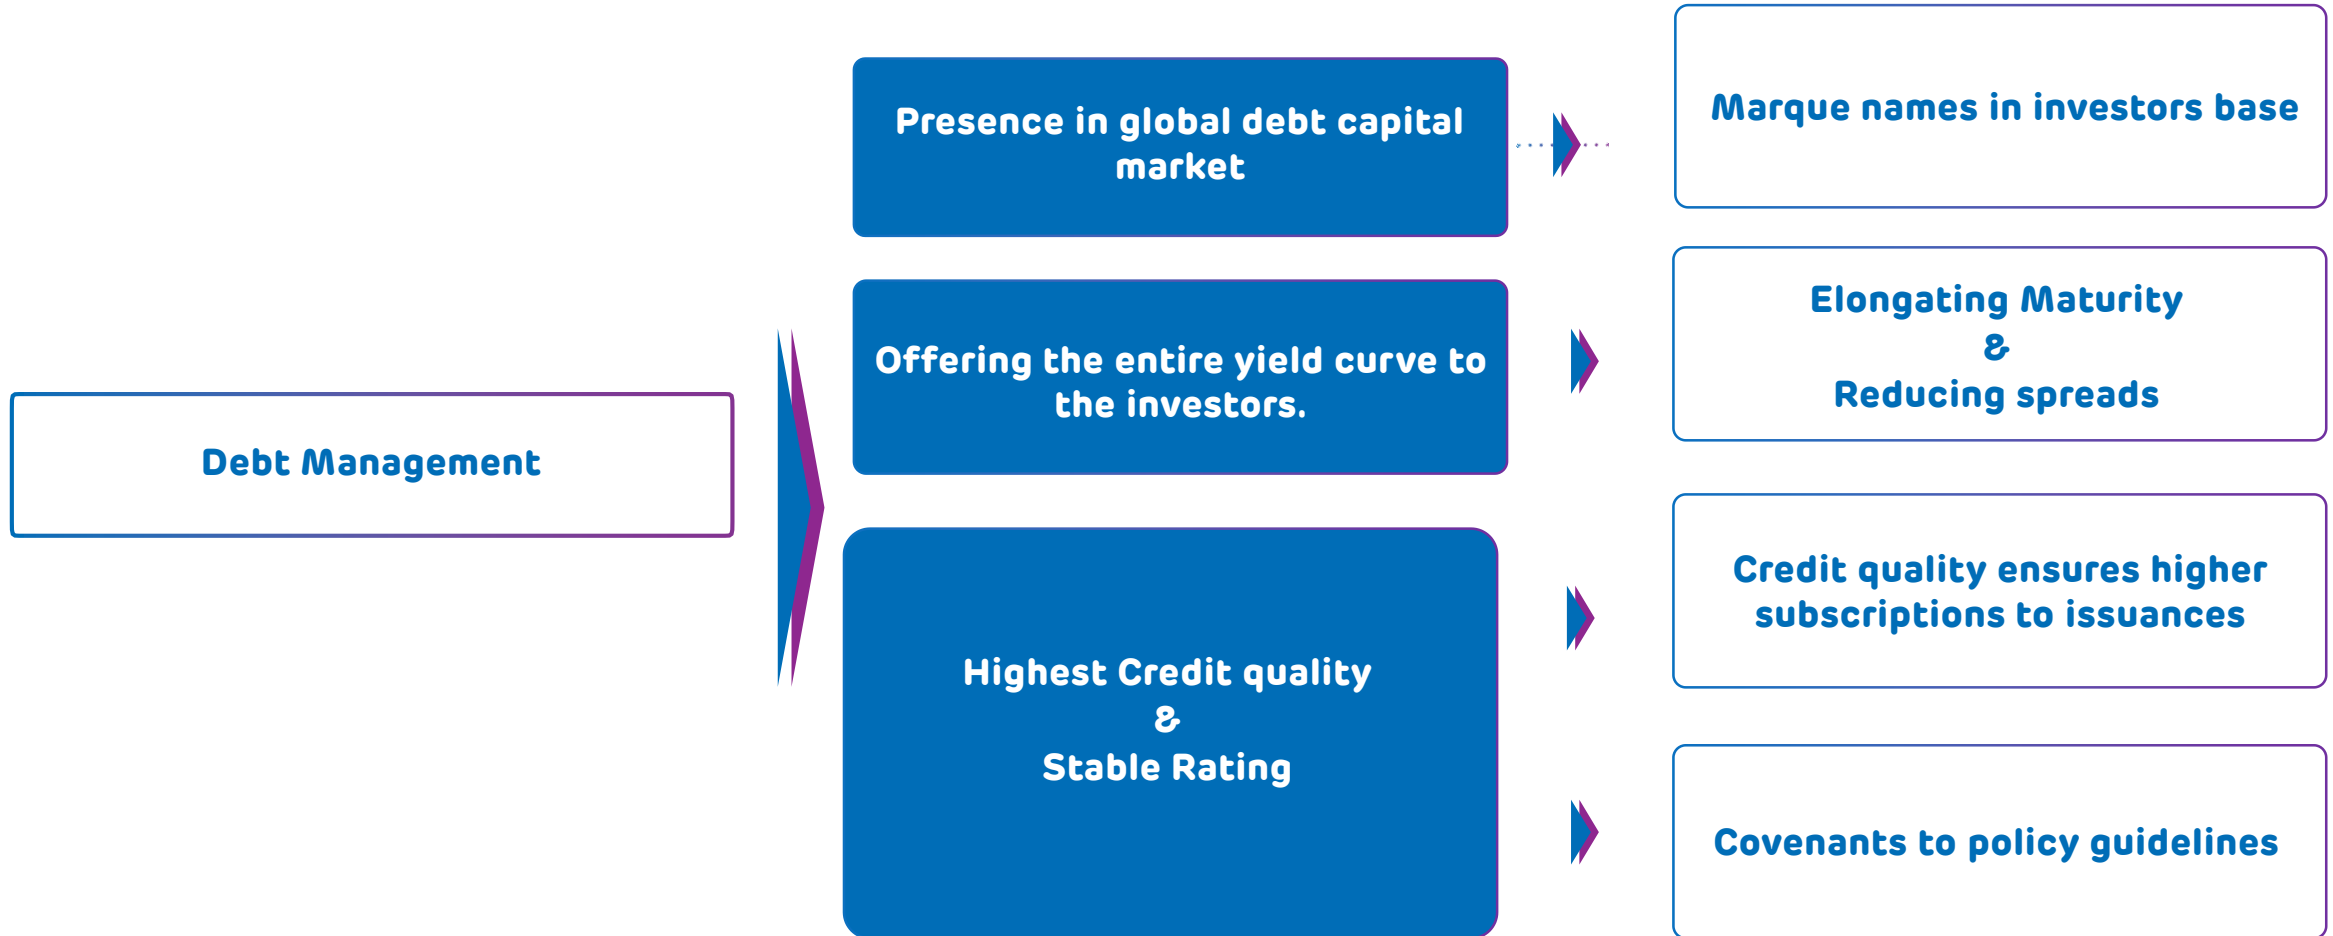 Debt Management
Presence in global debt capital
market
Marque names in investors base
Offering the entire yield curve to
the investors.
Elongating Maturity
&
Reducing spreads
Highest Credit quality
&
Stable Rating
Credit quality ensures higher
subscriptions to issuances
Covenants to policy guidelines